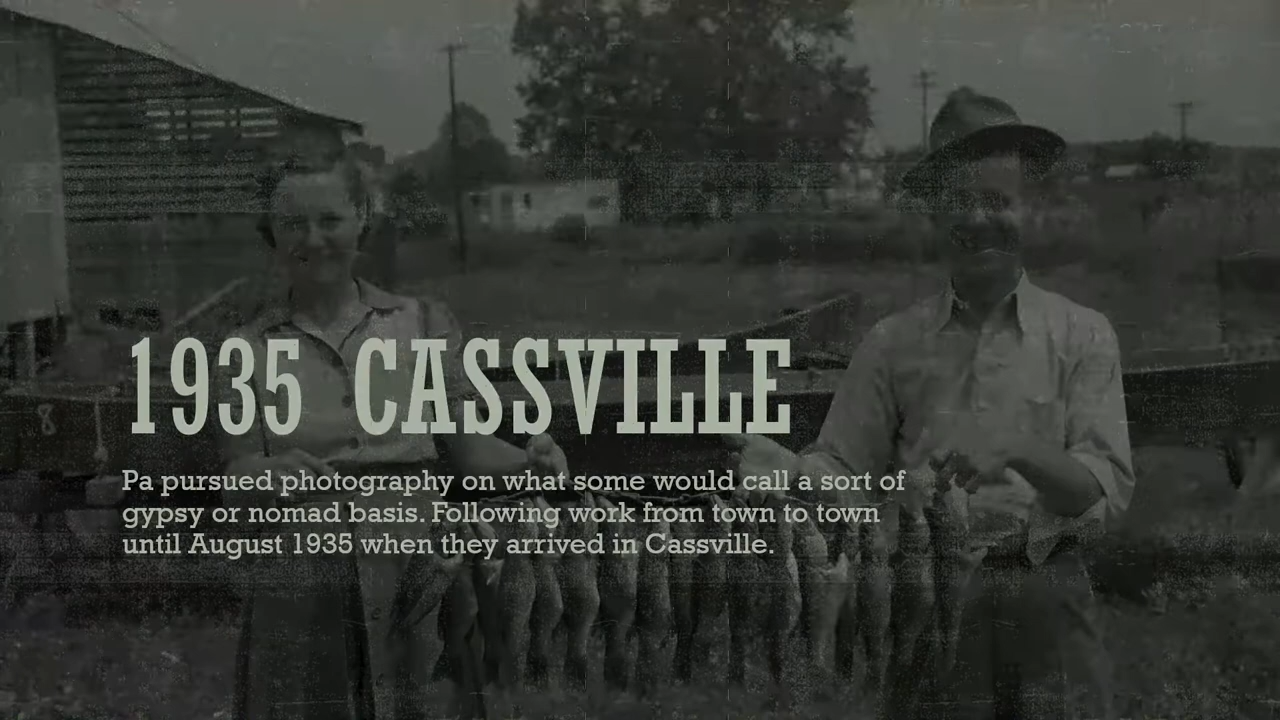 1935 CASSVILLE
Pa pursued photography on what some would call a sort of
gypsy or nomad basis. Following work from town to town
until August 1935 when they arrived in Cassville.
8